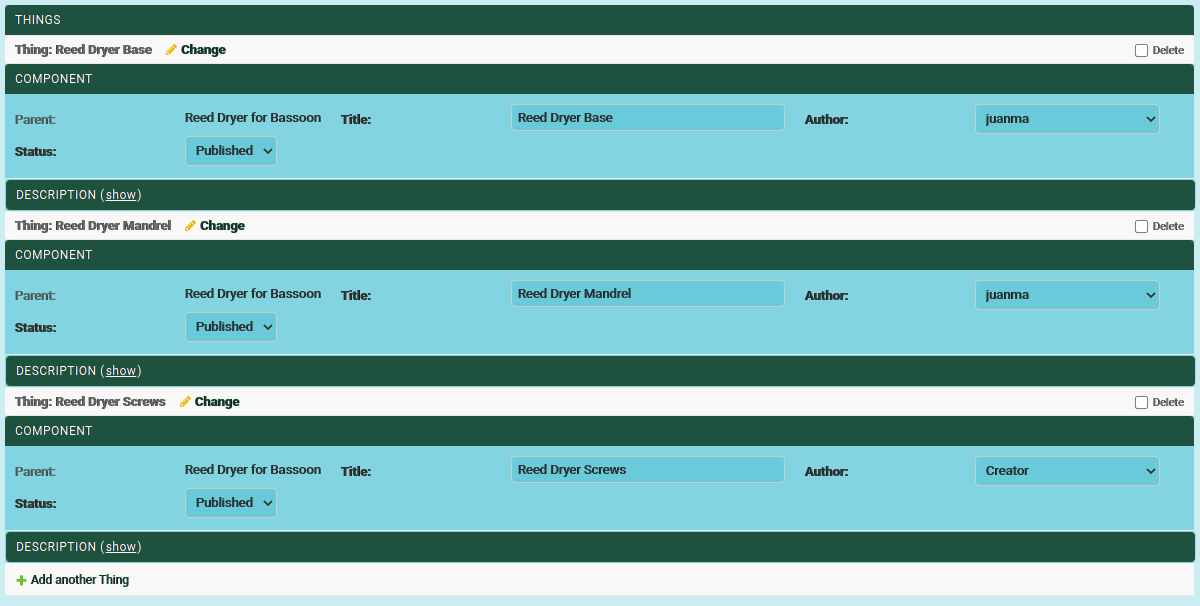 THINGS
Thing: Reed Dryer Base Change Delete
COMPONENT
Parent: Reed Dryer for Bassoon Title: Reed Dryer Base Author: juanma
Status: Published
DESCRIPTION (show)
Thing: Reed Dryer Mandrel Change Delete
COMPONENT
Parent: Reed Dryer for Bassoon Title: Reed Dryer Mandrel Author: juanma
Status: Published
DESCRIPTION (show)
Thing: Reed Dryer Screws Change Delete
COMPONENT
Parent: Reed Dryer for Bassoon Title: Reed Dryer Screws Author: Creator
Status: Published
DESCRIPTION (show)
Add another Thing